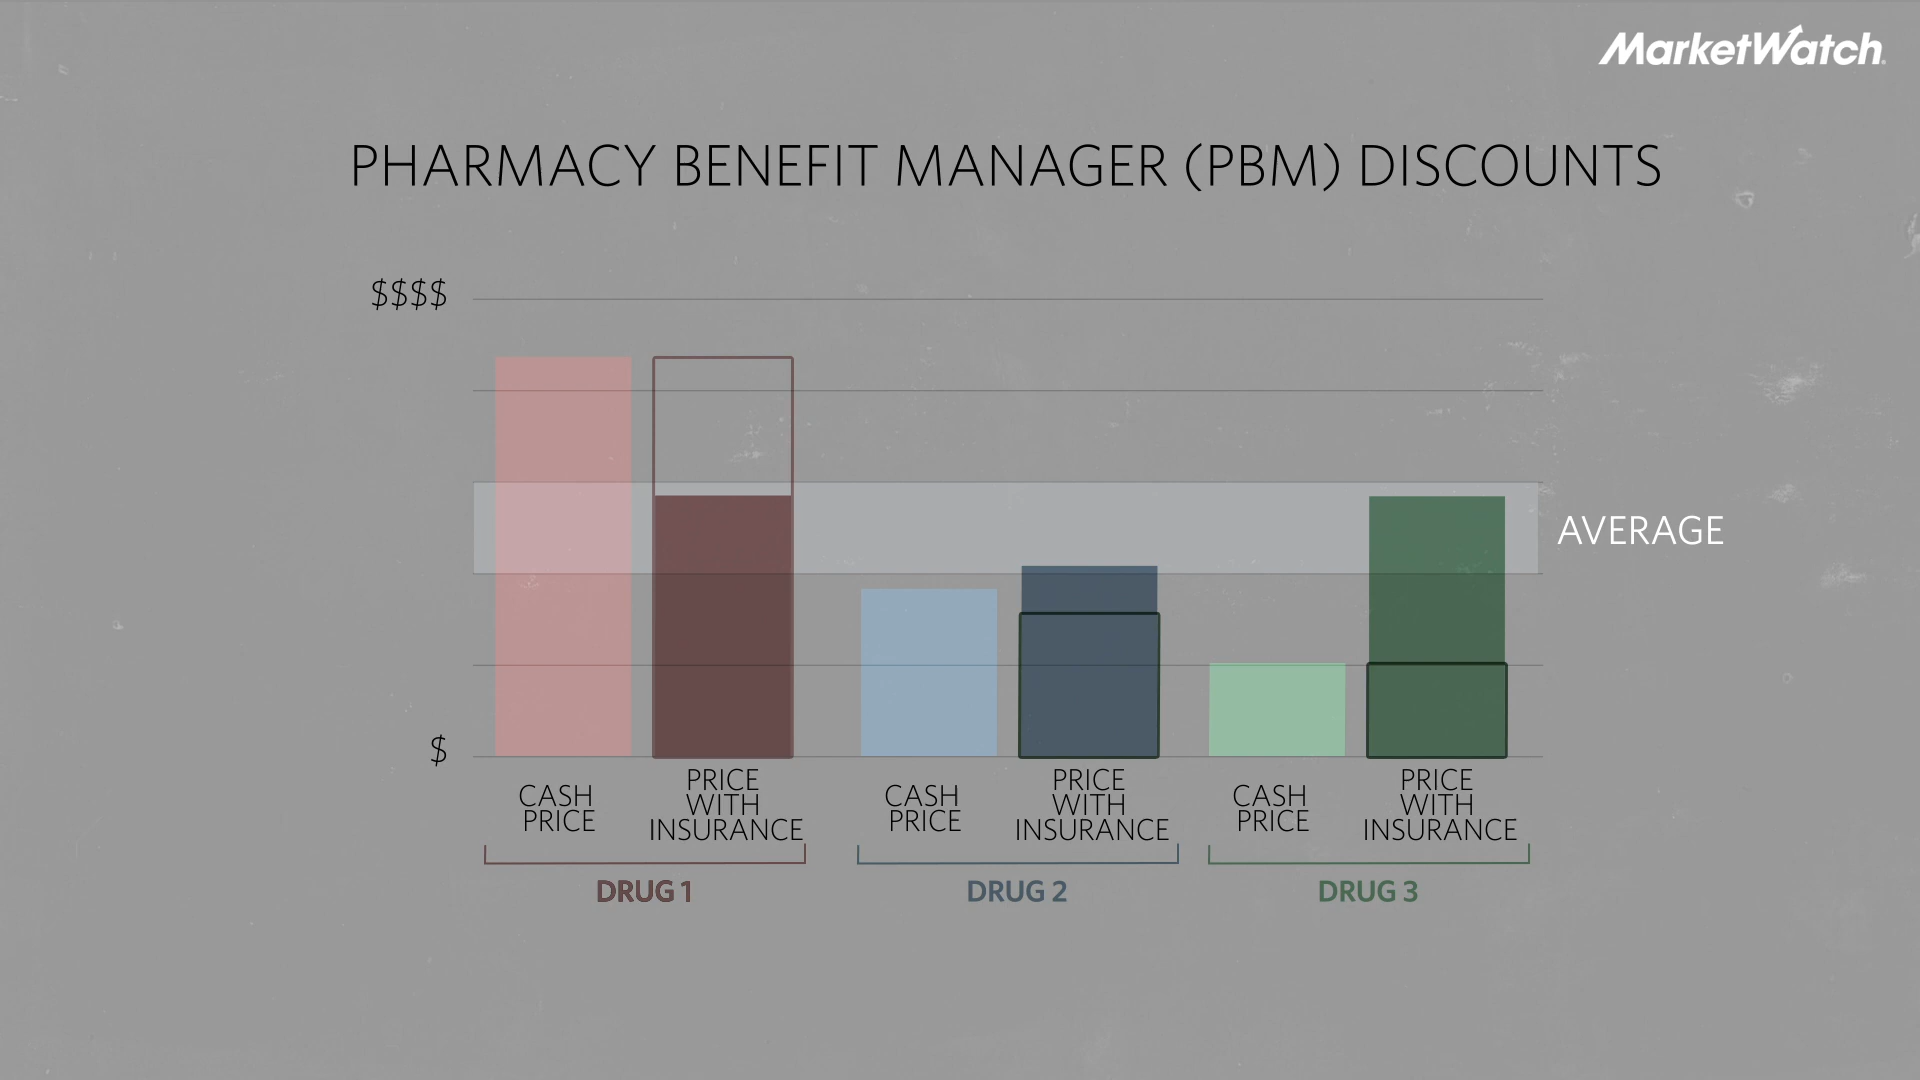 MarketWatch
PHARMACY BENEFIT MANAGER (PBM) DISCOUNTS
$$$$
AVERAGE
$
CASH
PRICE
PRICE
WITH
INSURANCE
CASH
PRICE
PRICE
WITH
INSURANCE
CASH
PRICE
PRICE
WITH
INSURANCE
DRUG 1
DRUG 2
DRUG 3